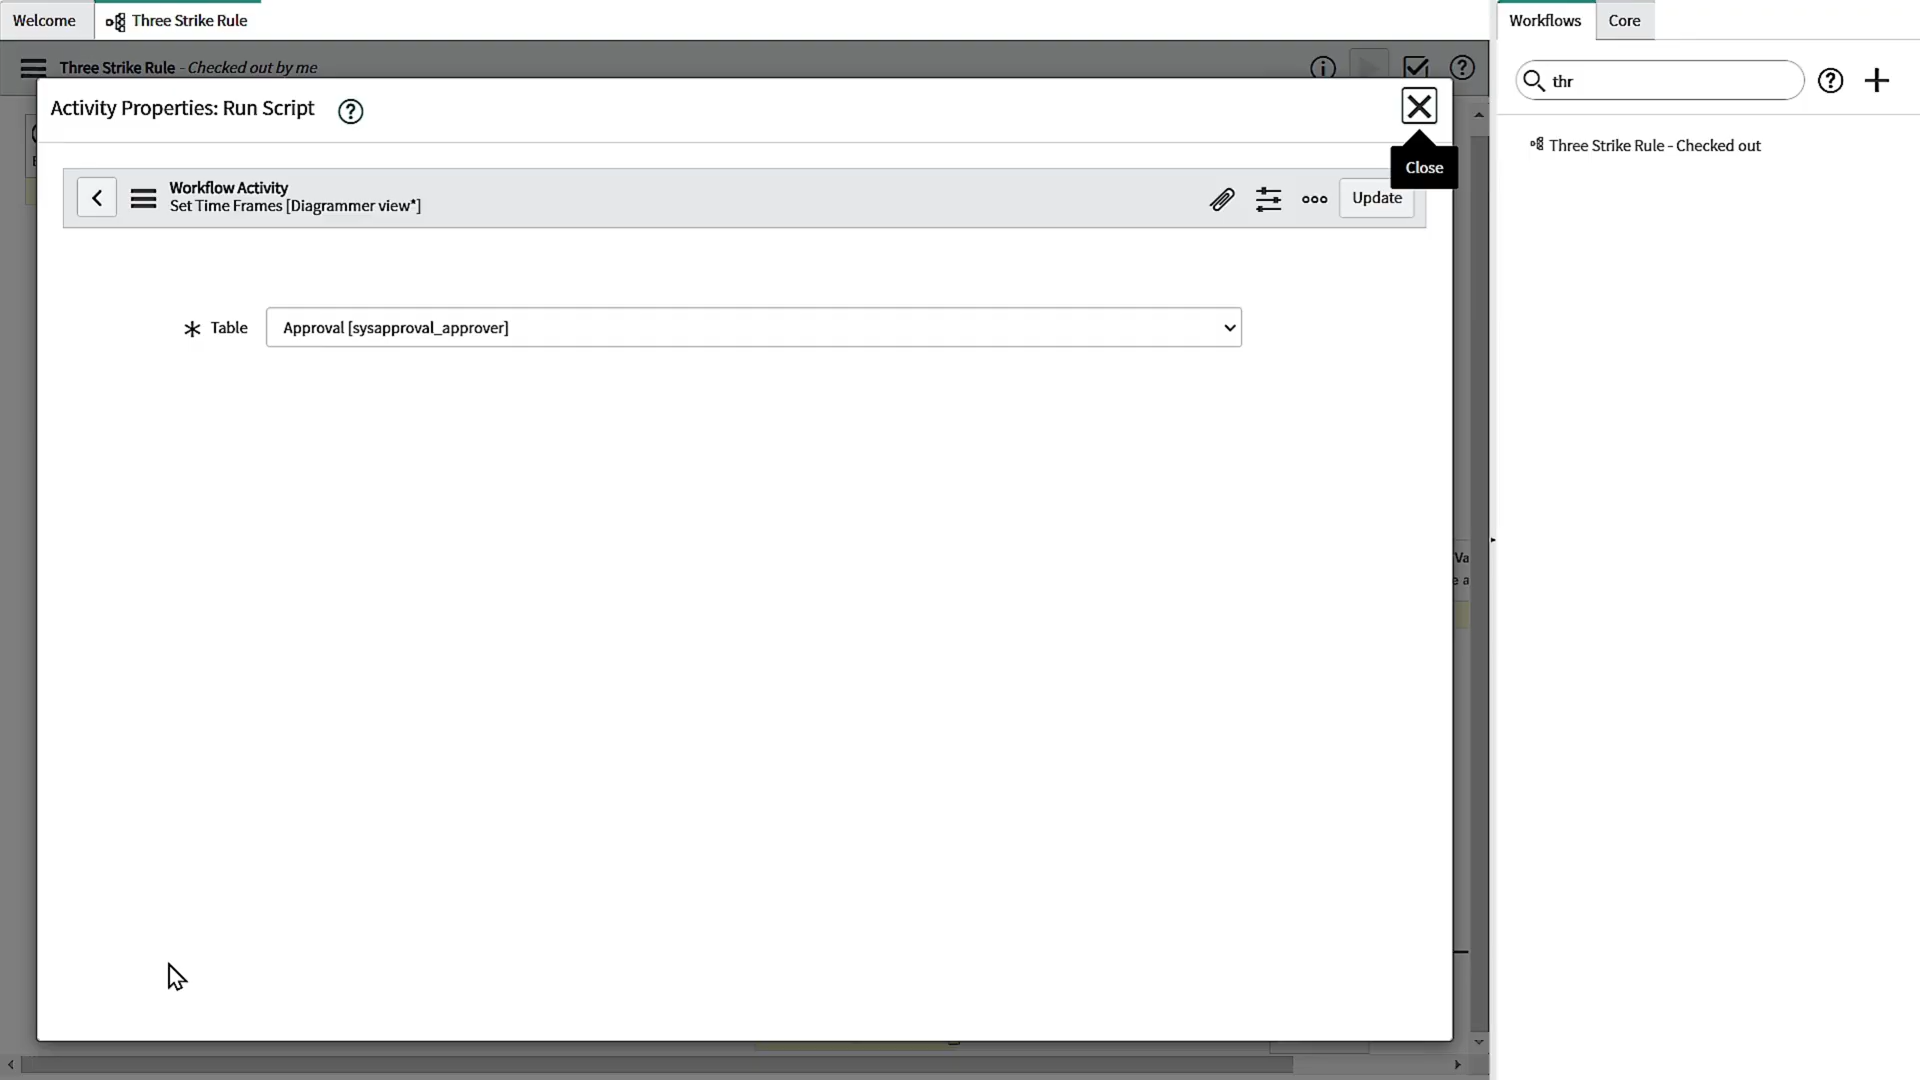 Welcome
Three Strike Rule
Workflows
Core
Three Strike Rule - Checked out by me
thr
Activity Properties: Run Script
Close
Three Strike Rule - Checked out
Workflow Activity
Set Time Frames [Diagrammer view*]
Update
Table
Approval [sysapproval_approver]